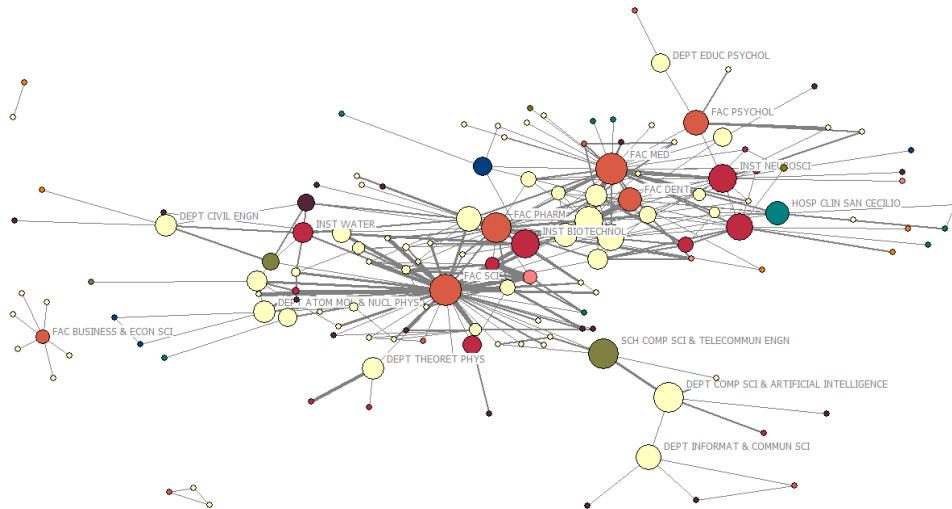 DEPT EDUC PSYCHOL
FAC PSYCHOL
FAC MED
INST NEUROSCI
FAC DENT
HOSP CLIN SAN CECILIO
DEPT CIVIL ENGN
FAC PHARM
INST WATER
INST BIOTECHNOL
FAC SCI
DEPT ATOM MOL & NUCL PHYS
FAC BUSINESS & ECON SCI
SCH COMP SCI & TELECOMMUN ENGN
DEPT THEORET PHYS
DEPT COMP SCI & ARTIFICIAL INTELLIGENCE
DEPT INFORMAT & COMMUN SCI